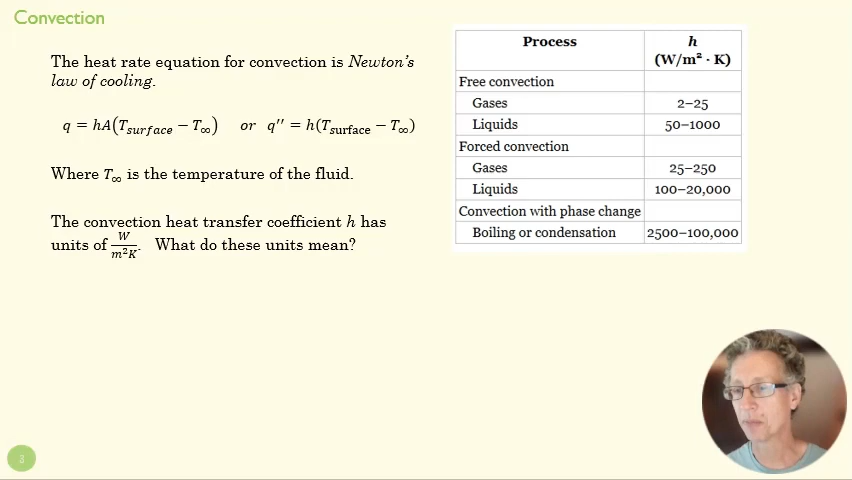 Convection
The heat rate equation for convection is Newton's
law of cooling.
q = hA(T_surface − T_∞) or q′′ = h(T_surface − T_∞)
Where T_∞ is the temperature of the fluid.
The convection heat transfer coefficient h has
units of W/m²K. What do these units mean?
Process h
(W/m² · K)
Free convection
Gases 2–25
Liquids 50–1000
Forced convection
Gases 25–250
Liquids 100–20,000
Convection with phase change
Boiling or condensation 2500–100,000
3